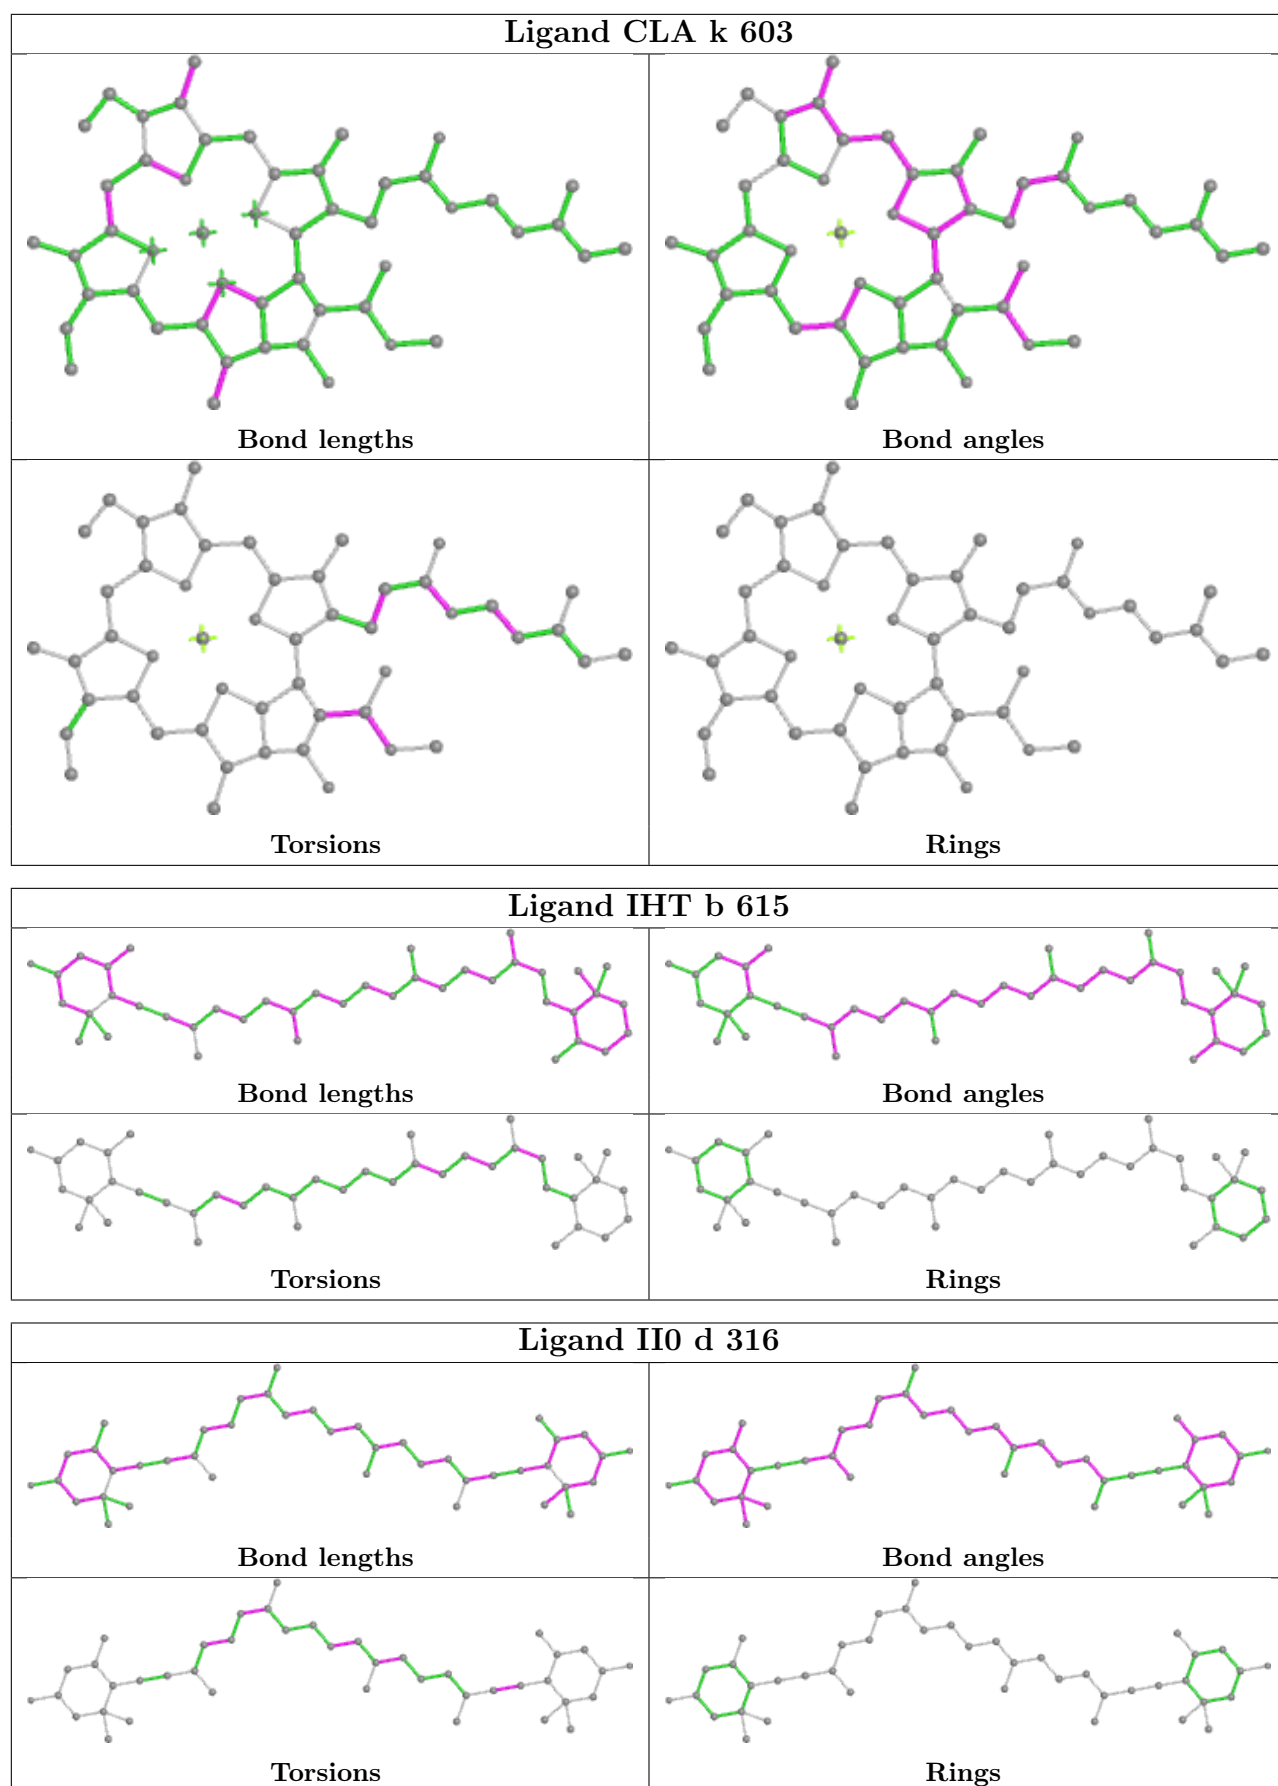 Ligand CLA k 603
Bond lengths
Bond angles
Torsions
Rings
Ligand IHT b 615
Bond lengths
Bond angles
Torsions
Rings
Ligand II0 d 316
Bond lengths
Bond angles
Torsions
Rings